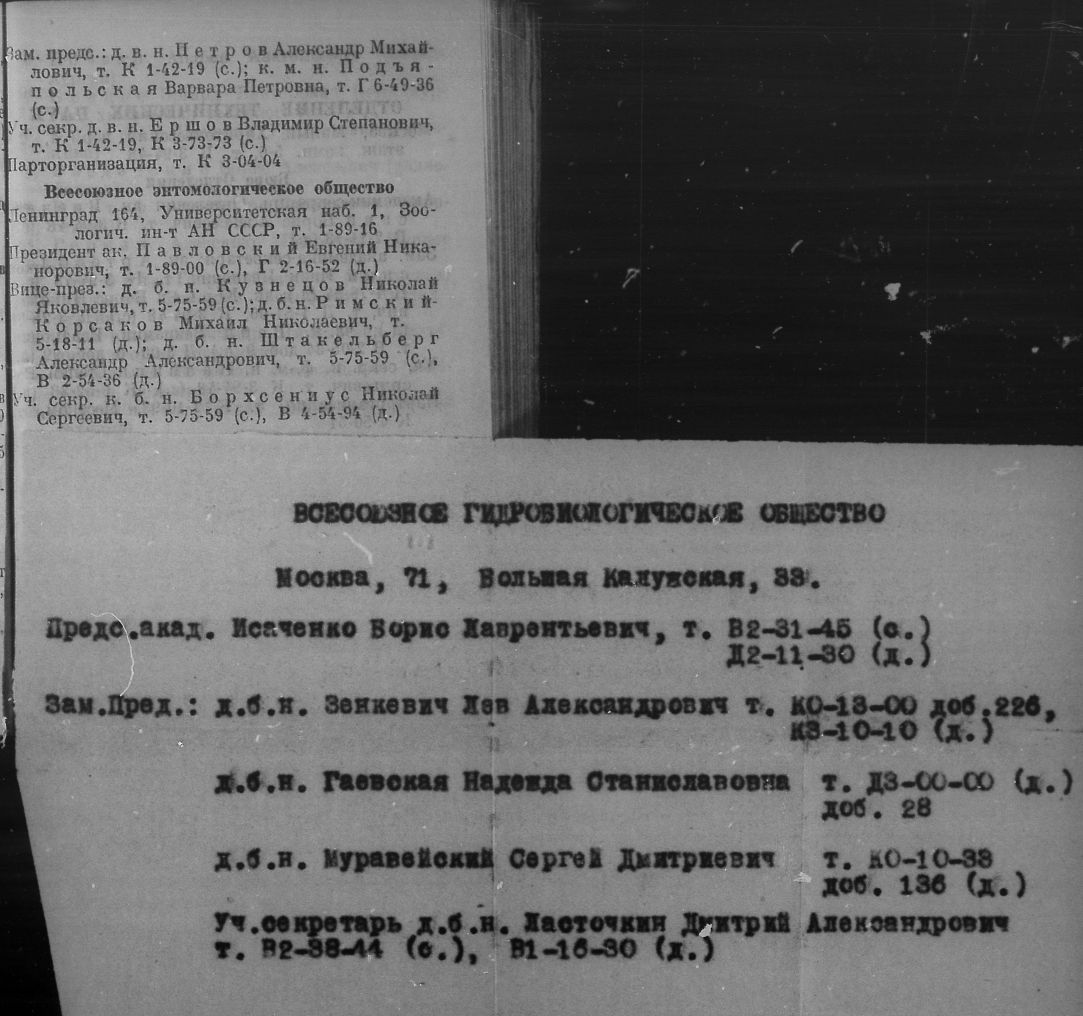 Зам. предс.: д. в. н. Петров Александр Михай-
лович, т. К 1-42-19 (с.); к. м. н. Подъя-
польская Варвара Петровна, т. Г 6-49-36
(с.)
Уч. секр. д. в. н. Ершов Владимир Степанович,
т. К 1-42-19, К 3-73-73 (с.)
Парторганизация, т. К 3-04-04
Всесоюзное энтомологическое общество
Ленинград 164, Университетская наб. 1, Зоо-
логич. ин-т АН СССР, т. 1-89-16
Президент ак. Павловский Евгений Ника-
норович, т. 1-89-00 (с.), Г 2-16-52 (д.)
Вице-през.: д. б. н. Кузнецов Николай
Яковлевич, т. 5-75-59 (с.); д. б. н. Римский-
Корсаков Михаил Николаевич, т.
5-18-11 (д.); д. б. н. Штакельберг
Александр Александрович, т. 5-75-59 (с.),
В 2-54-36 (д.)
Уч. секр. к. б. н. Борхсениус Николай
Сергеевич, т. 5-75-59 (с.), В 4-54-94 (д.)
ВСЕСОЮЗНОЕ ГИДРОБИОЛОГИЧЕСКОЕ ОБЩЕСТВО
Москва, 71, Большая Калужская, 33.
Предс.акад. Исаченко Борис Лаврентьевич, т. В2-31-45 (с.)
Д2-11-30 (д.)
Зам.Пред.: д.б.н. Зенкевич Лев Александрович т. К0-13-00 доб.226,
К3-10-10 (д.)
д.б.н. Гаевская Надежда Станиславовна т. Д3-00-00 (д.)
доб. 28
д.б.н. Муравейский Сергей Дмитриевич т. К0-10-33
доб. 136 (д.)
Уч.секретарь д.б.н. Ласточкин Дмитрий Александрович
т. В2-38-44 (с.), В1-16-30 (д.)